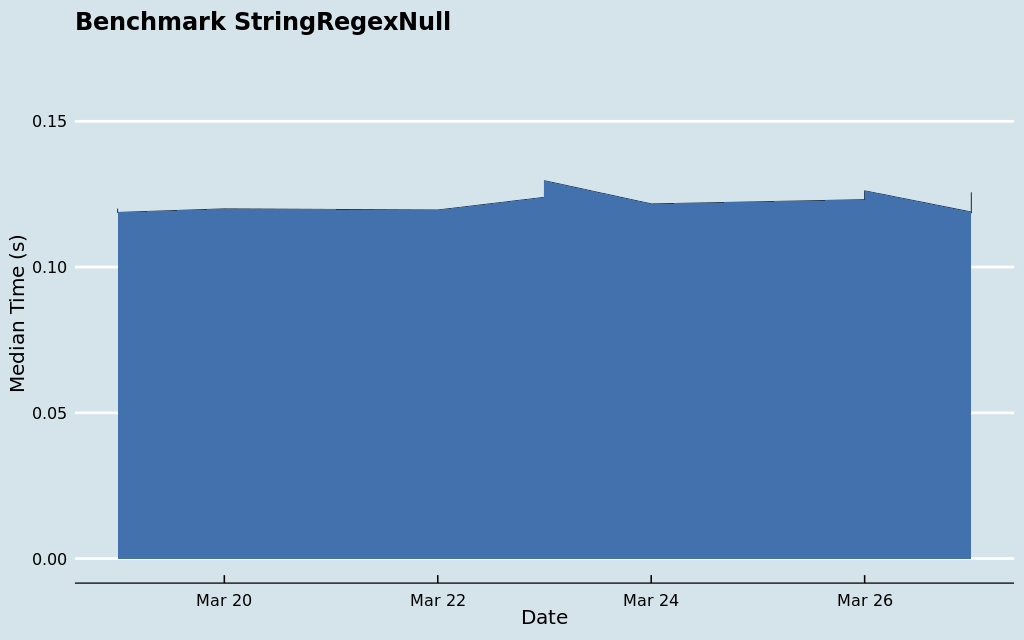 Benchmark StringRegexNull
0.15
0.10
0.05
0.00
Median Time (s)
Mar 20
Mar 22
Mar 24
Mar 26
Date